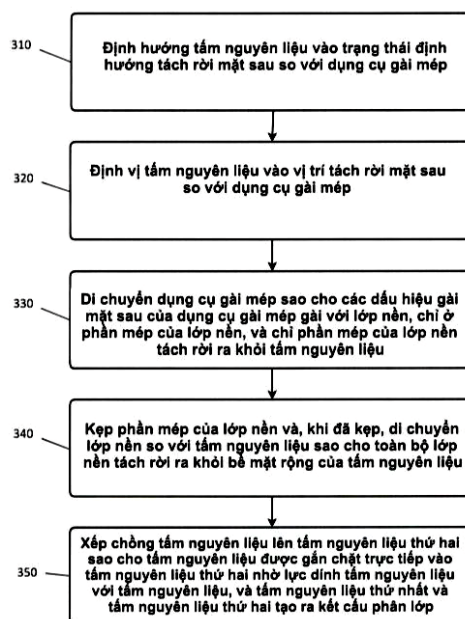 310
Định hướng tấm nguyên liệu vào trạng thái định
hướng tách rời mặt sau so với dụng cụ gài mép
320
Định vị tấm nguyên liệu vào vị trí tách rời mặt sau
so với dụng cụ gài mép
330
Di chuyển dụng cụ gài mép sao cho các dấu hiệu gài
mặt sau của dụng cụ gài mép gài với lớp nền, chỉ ở
phần mép của lớp nền, và chỉ phần mép của lớp nền
tách rời ra khỏi tấm nguyên liệu
340
Kẹp phần mép của lớp nền và, khi đã kẹp, di chuyển
lớp nền so với tấm nguyên liệu sao cho toàn bộ lớp
nền tách rời ra khỏi bề mặt rộng của tấm nguyên liệu
350
Xếp chồng tấm nguyên liệu lên tấm nguyên liệu thứ hai
sao cho tấm nguyên liệu được gắn chặt trực tiếp vào
tấm nguyên liệu thứ hai nhờ lực dính tấm nguyên liệu
với tấm nguyên liệu, và tấm nguyên liệu thứ nhất và
tấm nguyên liệu thứ hai tạo ra kết cấu phân lớp